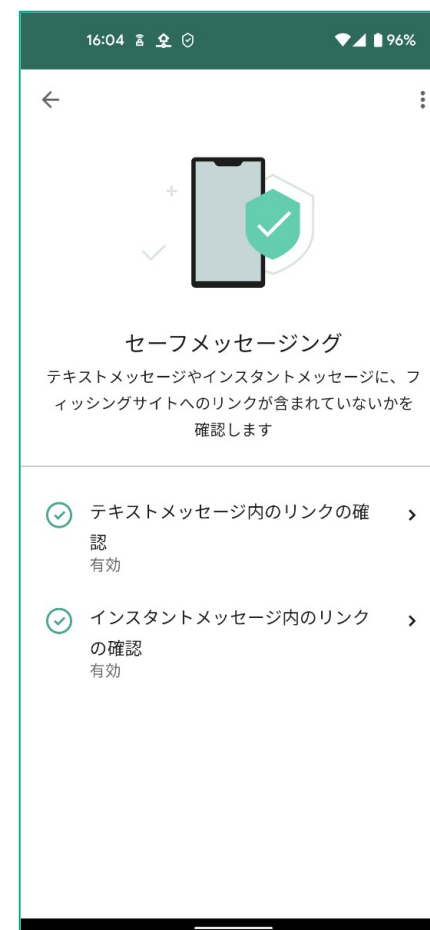 16:04 96%
セーフメッセージング
テキストメッセージやインスタントメッセージに、フ
ィッシングサイトへのリンクが含まれていないかを
確認します
テキストメッセージ内のリンクの確
認
有効
インスタントメッセージ内のリンク
の確認
有効